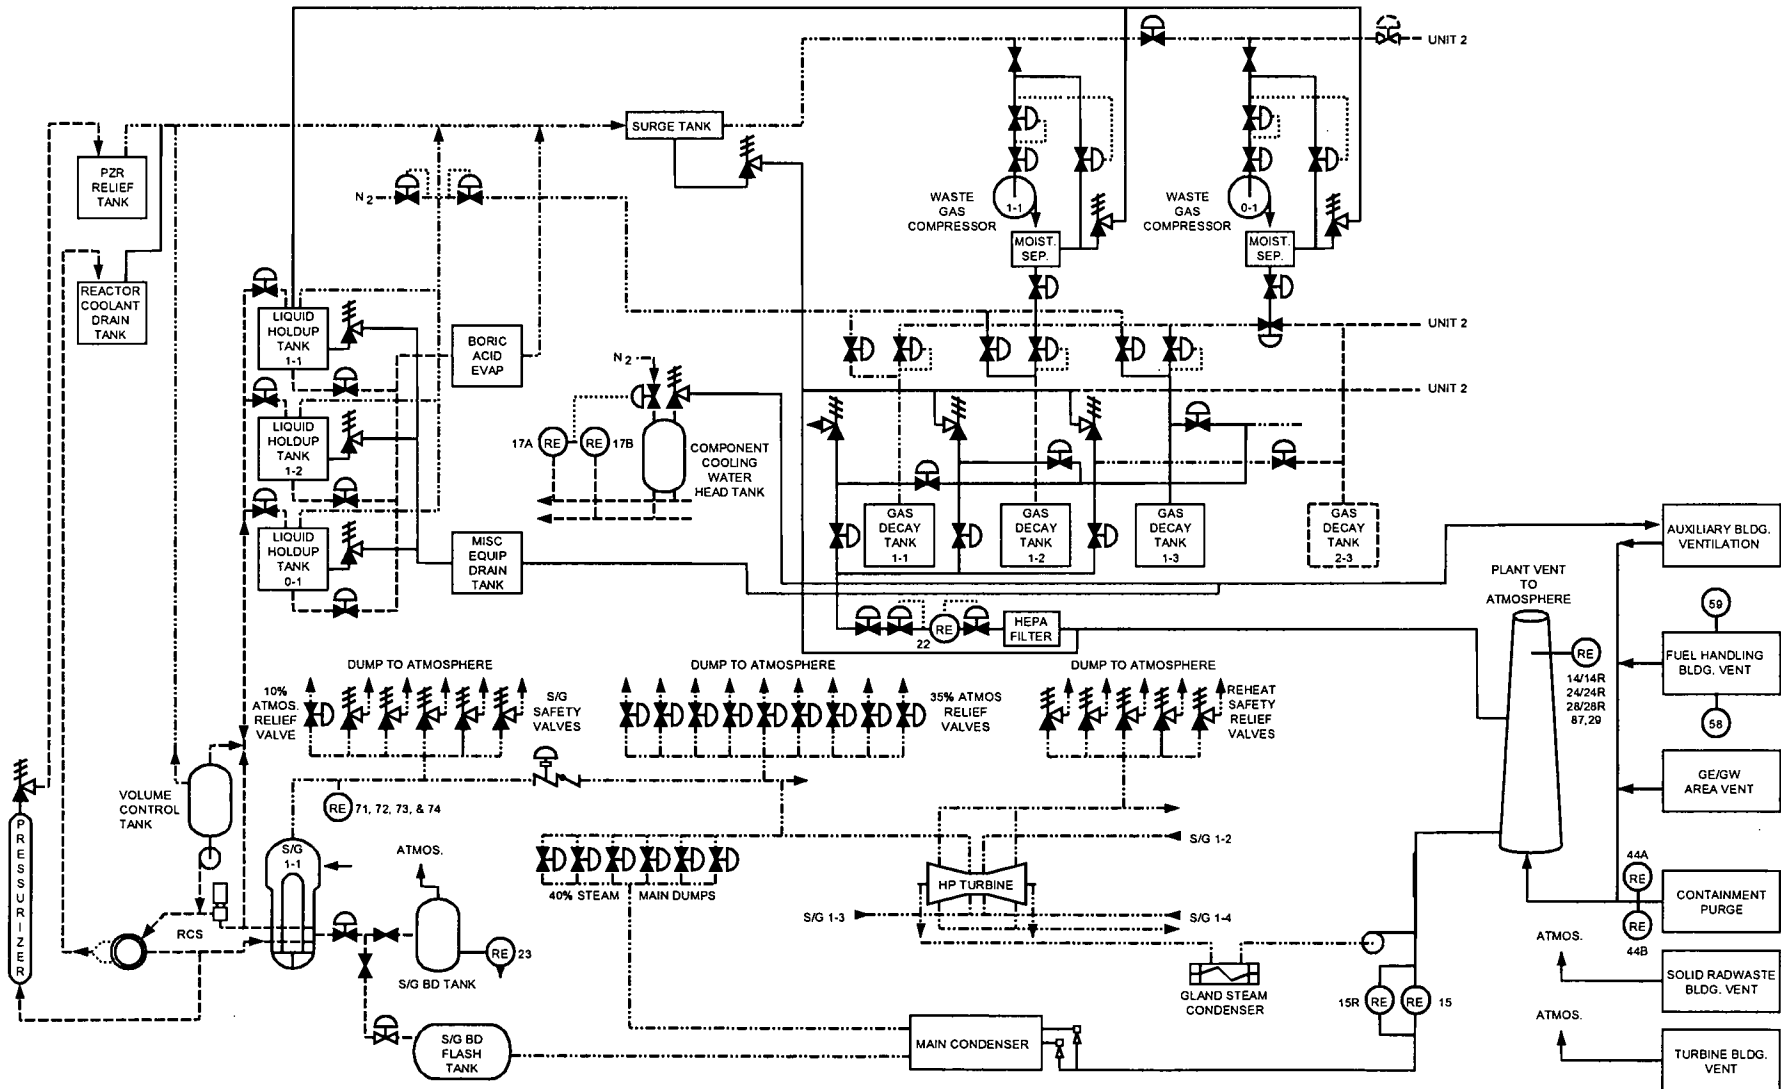 UNIT 2
SURGE TANK
PZR
RELIEF
TANK
N2
WASTE
GAS
COMPRESSOR
1-1
WASTE
GAS
COMPRESSOR
0-1
MOIST.
SEP.
MOIST.
SEP.
REACTOR
COOLANT
DRAIN
TANK
LIQUID
HOLDUP
TANK
1-1
BORIC
ACID
EVAP
UNIT 2
N2
UNIT 2
LIQUID
HOLDUP
TANK
1-2
17A
RE
RE
17B
COMPONENT
COOLING
WATER
HEAD TANK
LIQUID
HOLDUP
TANK
0-1
MISC
EQUIP
DRAIN
TANK
GAS
DECAY
TANK
1-1
GAS
DECAY
TANK
1-2
GAS
DECAY
TANK
1-3
GAS
DECAY
TANK
2-3
AUXILIARY BLDG.
VENTILATION
PLANT VENT
TO
ATMOSPHERE
RE
22
HEPA
FILTER
59
FUEL HANDLING
BLDG. VENT
58
RE
14/14R
24/24R
28/28R
87,29
DUMP TO ATMOSPHERE
10%
ATMOS.
RELIEF
VALVE
S/G
SAFETY
VALVES
DUMP TO ATMOSPHERE
35% ATMOS
RELIEF
VALVES
DUMP TO ATMOSPHERE
REHEAT
SAFETY
RELIEF
VALVES
GE/GW
AREA VENT
VOLUME
CONTROL
TANK
RE
71, 72, 73, & 74
PRESSURIZER
S/G
1-1
ATMOS.
RCS
S/G BD TANK
RE
23
40% STEAM
MAIN DUMPS
S/G 1-2
HP TURBINE
S/G 1-3
S/G 1-4
44A
RE
RE
44B
CONTAINMENT
PURGE
ATMOS.
SOLID RADWASTE
BLDG. VENT
GLAND STEAM
CONDENSER
15R
RE
RE
15
ATMOS.
S/G BD
FLASH
TANK
MAIN CONDENSER
TURBINE BLDG.
VENT